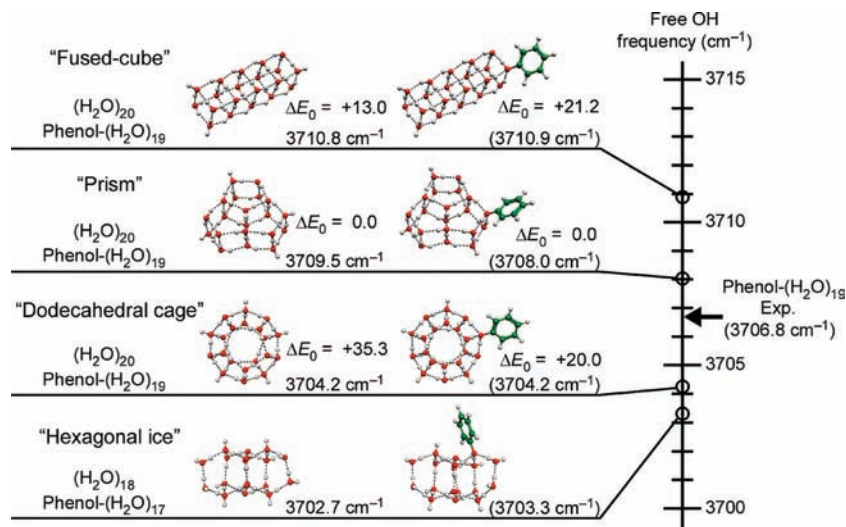 Free OH
frequency (cm⁻¹)
"Fused-cube"
(H₂O)₂₀
Phenol-(H₂O)₁₉
ΔE₀ = +13.0
3710.8 cm⁻¹
ΔE₀ = +21.2
(3710.9 cm⁻¹)
"Prism"
(H₂O)₂₀
Phenol-(H₂O)₁₉
ΔE₀ = 0.0
3709.5 cm⁻¹
ΔE₀ = 0.0
(3708.0 cm⁻¹)
"Dodecahedral cage"
(H₂O)₂₀
Phenol-(H₂O)₁₉
ΔE₀ = +35.3
3704.2 cm⁻¹
ΔE₀ = +20.0
(3704.2 cm⁻¹)
"Hexagonal ice"
(H₂O)₁₈
Phenol-(H₂O)₁₇
3702.7 cm⁻¹
(3703.3 cm⁻¹)
3715
3710
Phenol-(H₂O)₁₉
Exp.
(3706.8 cm⁻¹)
3705
3700